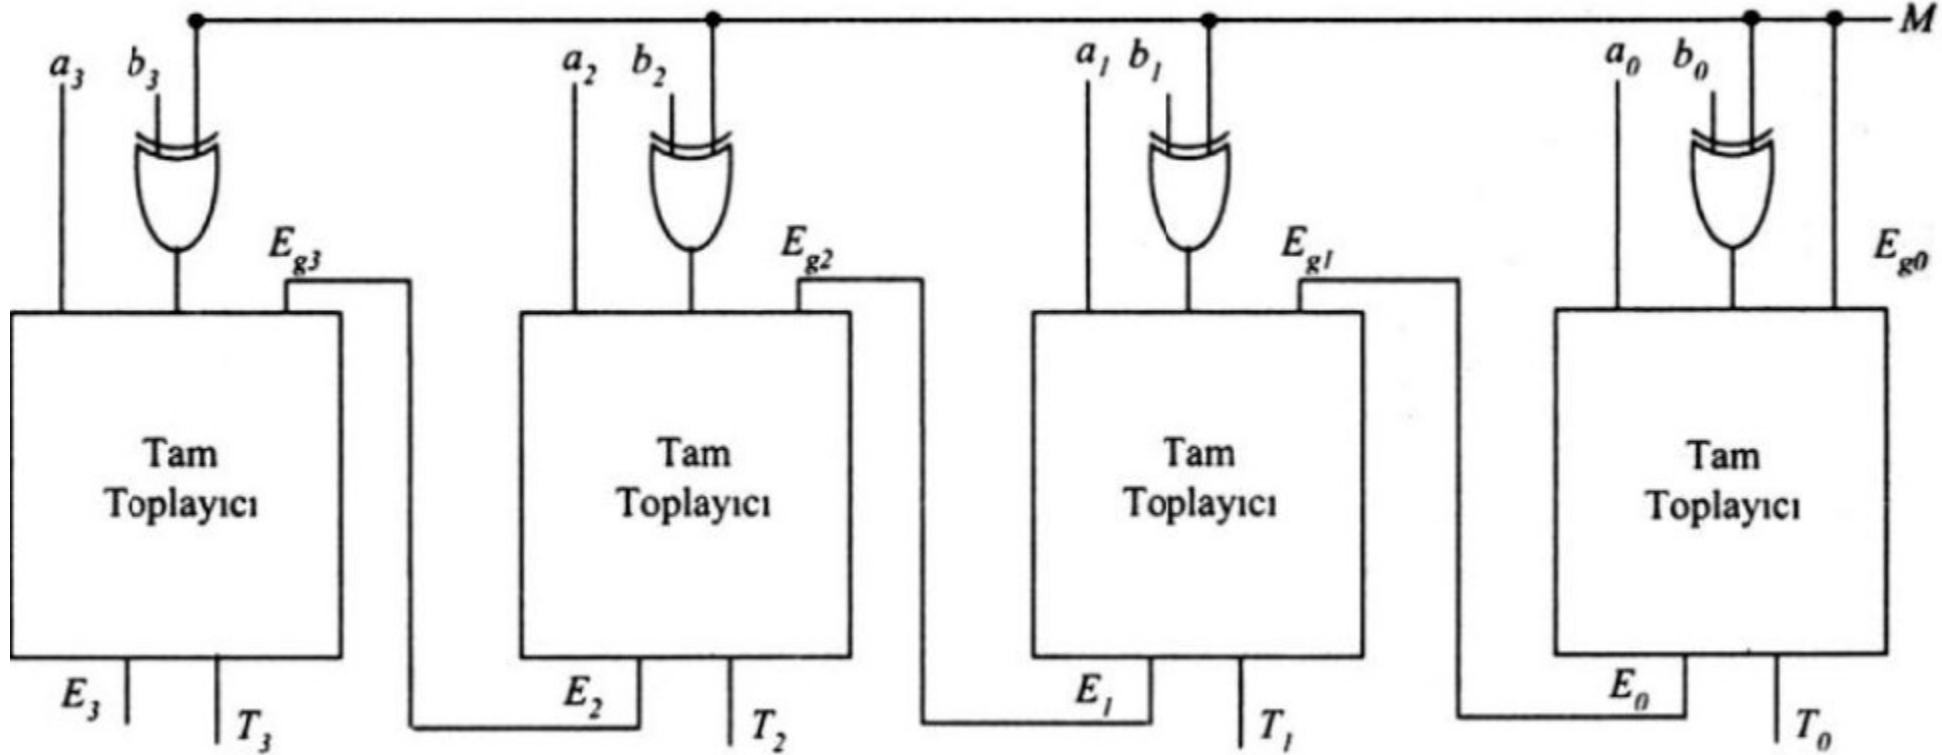 M
a3 b3
a2 b2
a1 b1
a0 b0
Eg3
Eg2
Eg1
Eg0
Tam
Toplayıcı
Tam
Toplayıcı
Tam
Toplayıcı
Tam
Toplayıcı
E3 T3
E2 T2
E1 T1
E0 T0